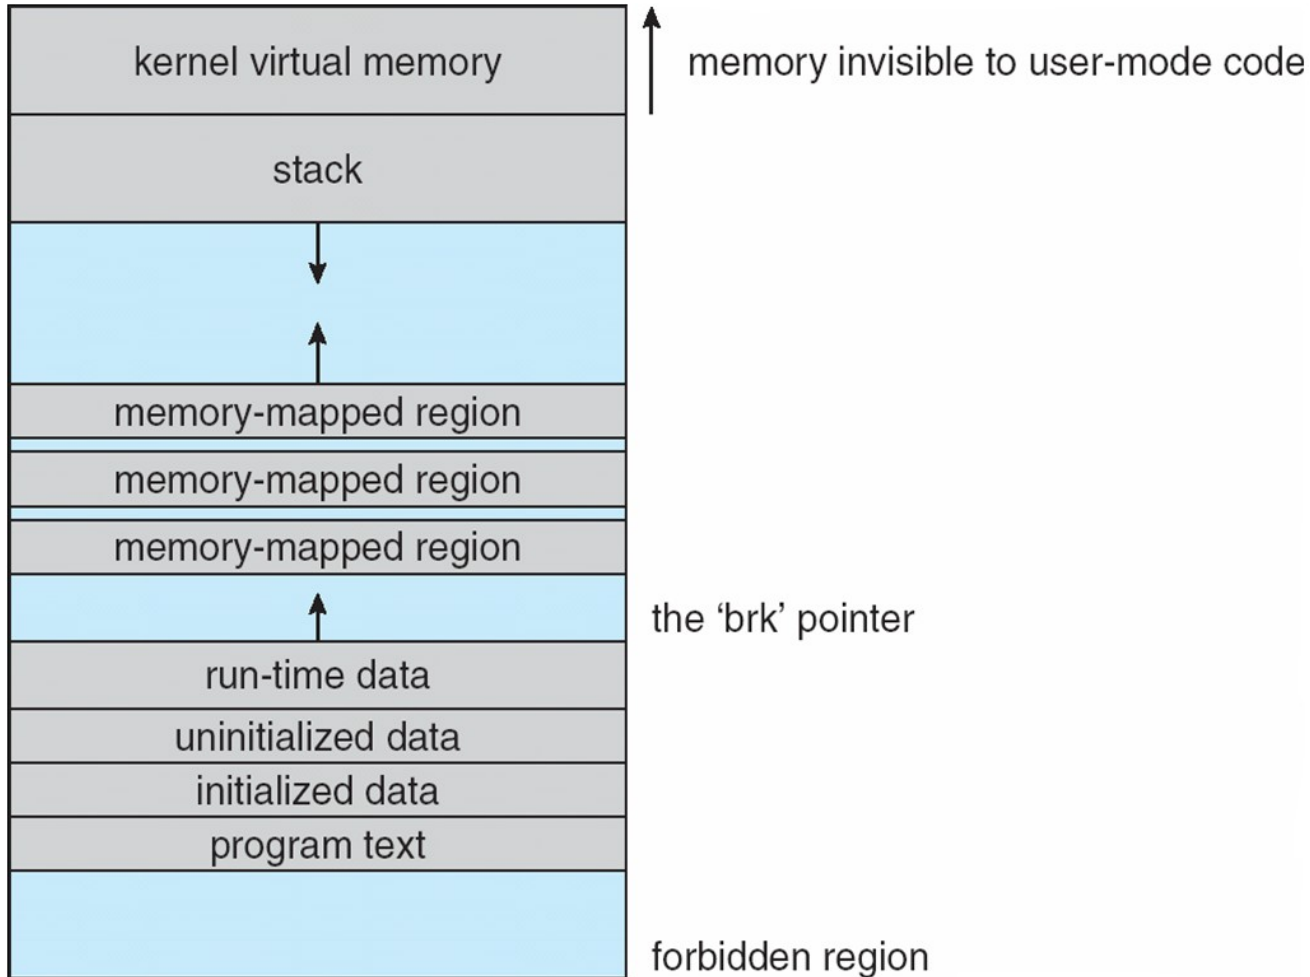 kernel virtual memory
memory invisible to user-mode code
stack
memory-mapped region
memory-mapped region
memory-mapped region
the ‘brk’ pointer
run-time data
uninitialized data
initialized data
program text
forbidden region